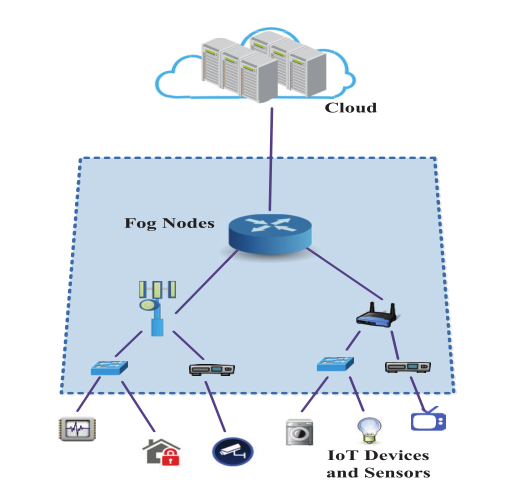 Cloud
Fog Nodes
IoT Devices
and Sensors